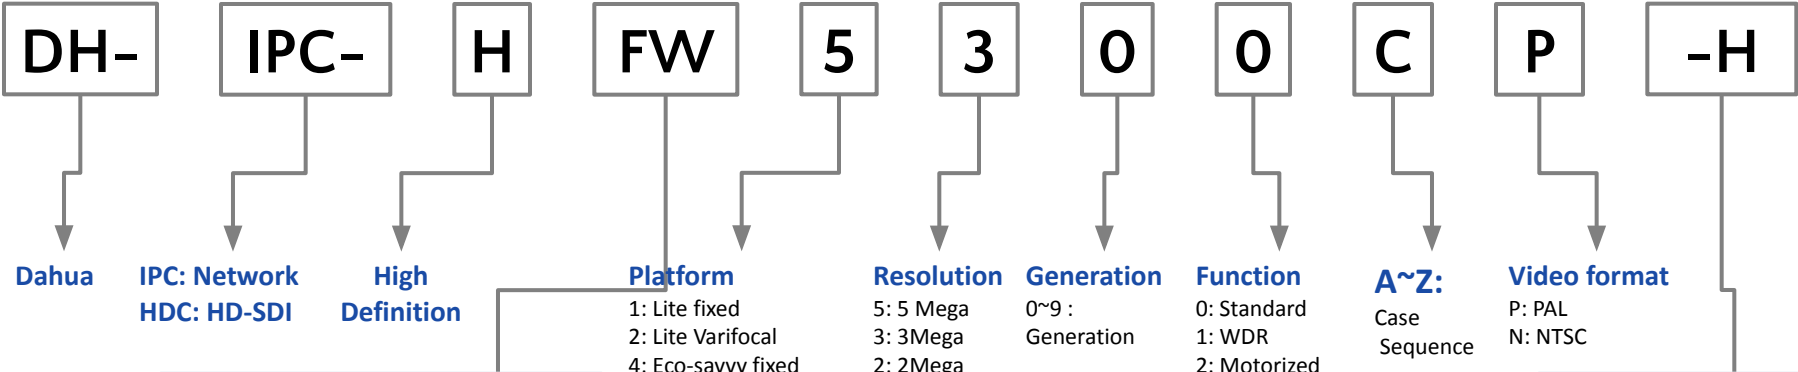 DH- IPC- H FW 5 3 0 0 C P -H
Dahua
IPC: Network
HDC: HD-SDI
High
Definition
Platform
1: Lite fixed
2: Lite Varifocal
4: Eco-savvy fixed
Resolution
5: 5 Mega
3: 3Mega
2: 2Mega
Generation
0~9 :
Generation
Function
0: Standard
1: WDR
2: Motorized
A~Z:
Case
Sequence
Video format
P: PAL
N: NTSC